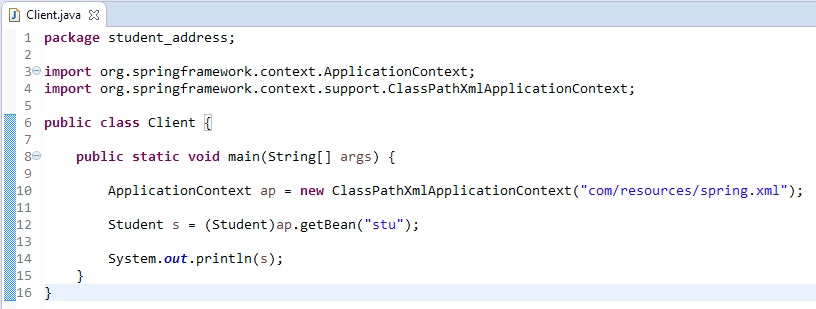 Client.java
1 package student_address;
2
3 import org.springframework.context.ApplicationContext;
4 import org.springframework.context.support.ClassPathXmlApplicationContext;
5
6 public class Client {
7
8     public static void main(String[] args) {
9
10         ApplicationContext ap = new ClassPathXmlApplicationContext("com/resources/spring.xml");
11
12         Student s = (Student)ap.getBean("stu");
13
14         System.out.println(s);
15     }
16 }